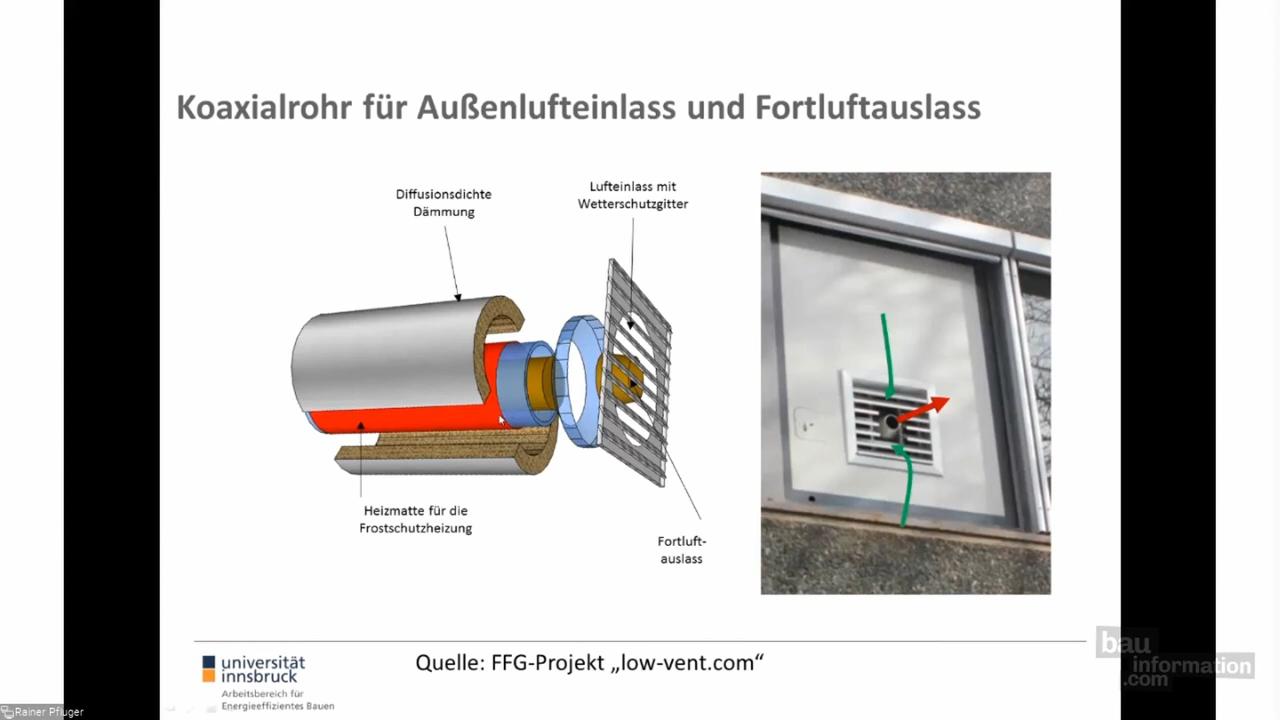 Koaxialrohr für Außenlufteinlass und Fortluftauslass
Diffusionsdichte
Dämmung
Lufteinlass mit
Wetterschutzgitter
Heizmatte für die
Frostschutzheizung
Fortluft-
auslass
Quelle: FFG-Projekt „low-vent.com“
universität
innsbruck
Arbeitsbereich für
Energieeffizientes Bauen
bau
information
.com
Rainer Pfluger